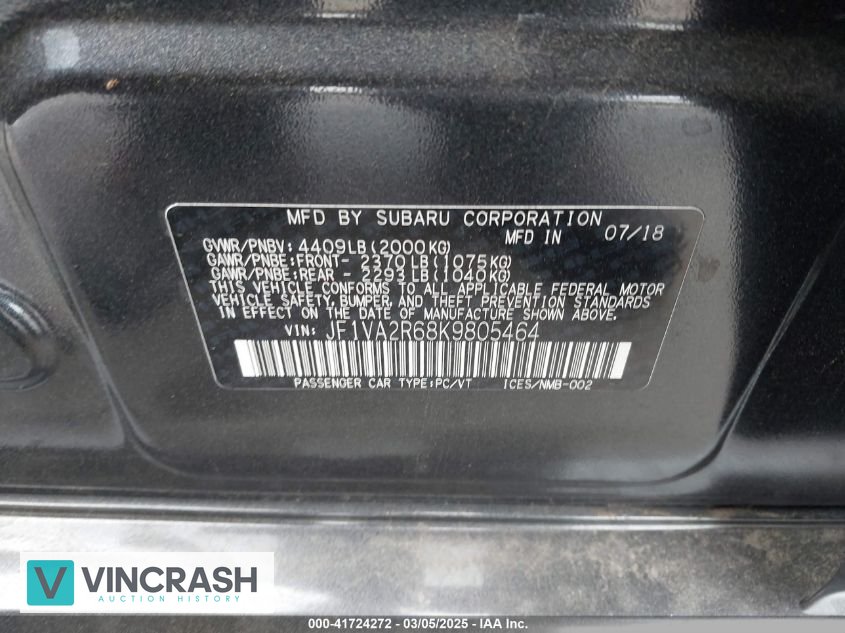 MFD BY SUBARU CORPORATION
MFD IN 07/18
GVWR/PNBV: 4409LB(2000KG)
GAWR/PNBE:FRONT- 2370LB(1075KG)
GAWR/PNBE:REAR - 2293LB(1040KG)
THIS VEHICLE CONFORMS TO ALL APPLICABLE FEDERAL MOTOR
VEHICLE SAFETY, BUMPER, AND THEFT PREVENTION STANDARDS
IN EFFECT ON THE DATE OF MANUFACTURE SHOWN ABOVE.
VIN: JF1VA2R68K9805464
PASSENGER CAR TYPE:PC/VT ICES/NMB-002
V VINCRASH
AUCTION HISTORY
000-41724272 - 03/05/2025 - IAA Inc.